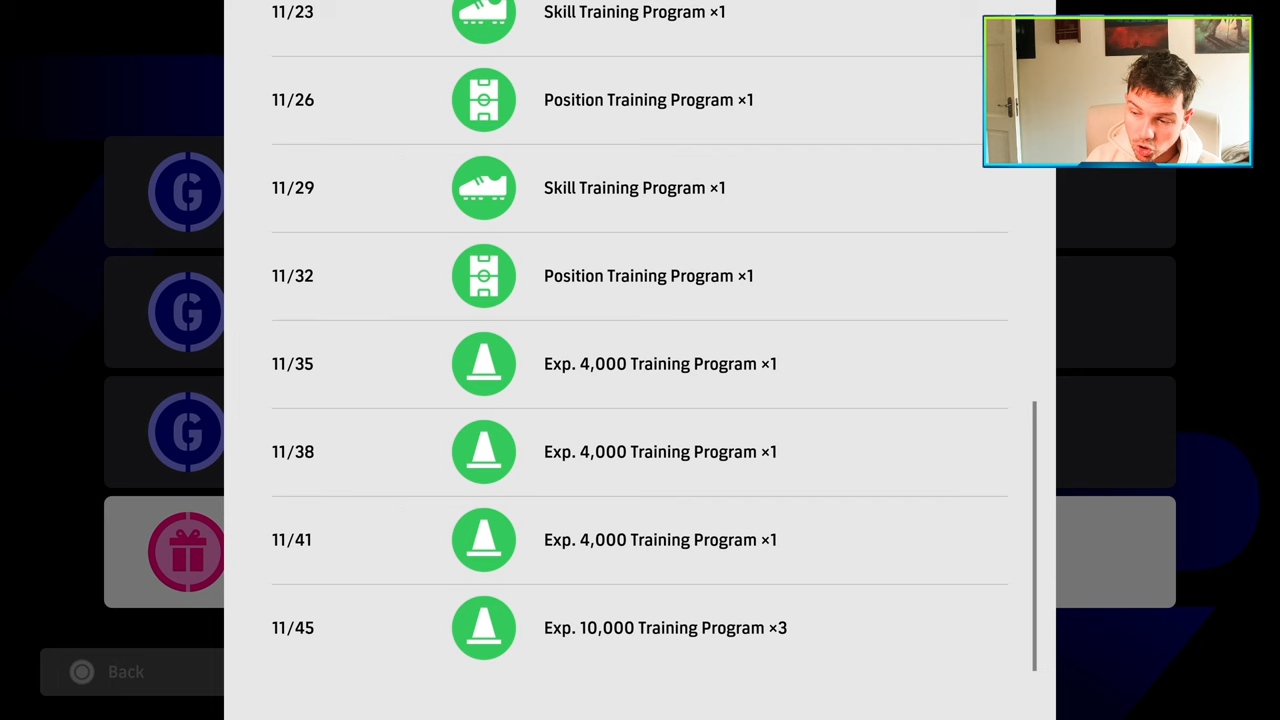 11/23 Skill Training Program ×1
11/26 Position Training Program ×1
11/29 Skill Training Program ×1
11/32 Position Training Program ×1
11/35 Exp. 4,000 Training Program ×1
11/38 Exp. 4,000 Training Program ×1
11/41 Exp. 4,000 Training Program ×1
11/45 Exp. 10,000 Training Program ×3
G
G
G
Back